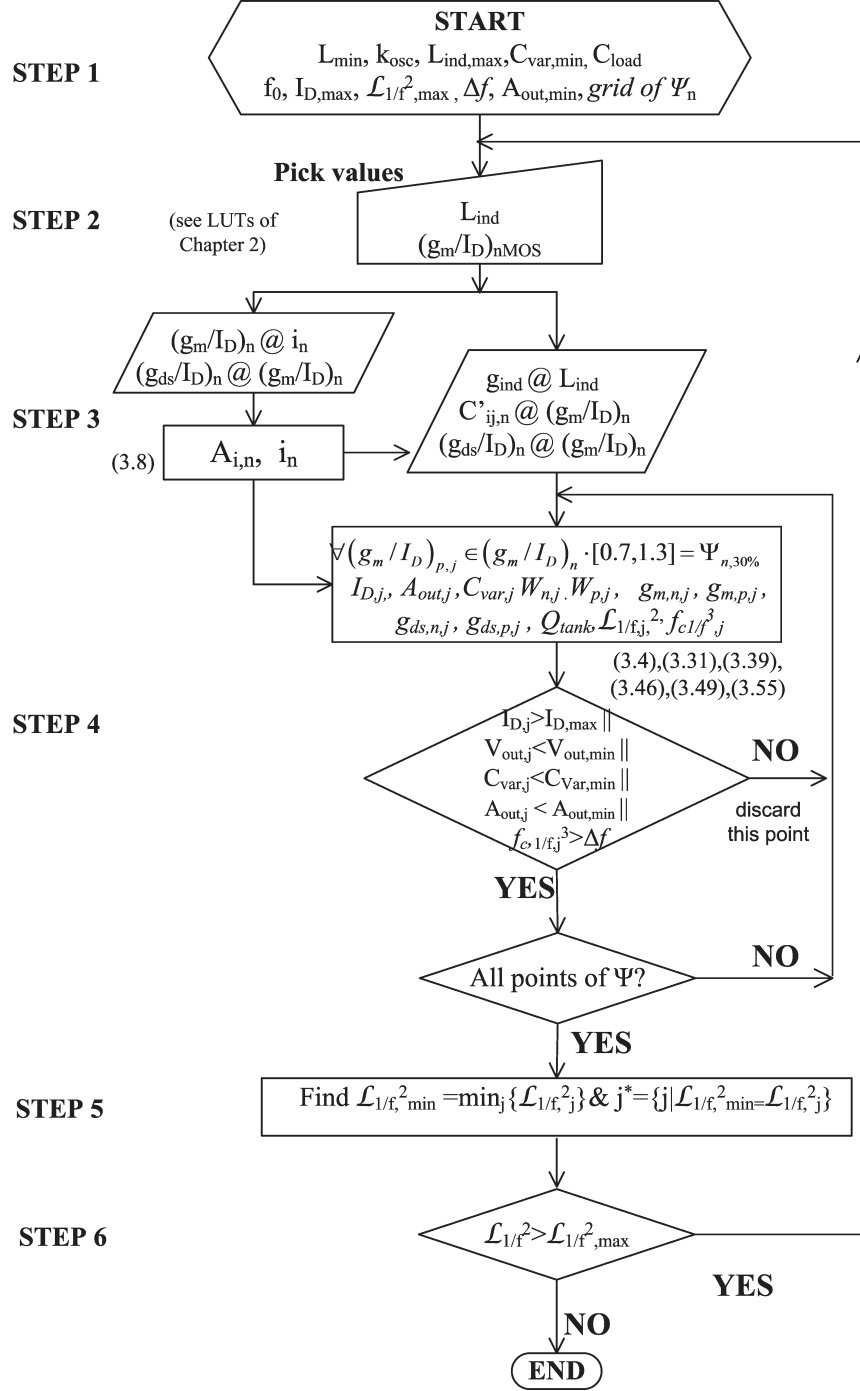 START
STEP 1
L_min, k_osc, L_ind,max,C_var,min, C_load
f_0, I_D,max, ℒ_1/f^2_,max , Δf, A_out,min, grid of Ψ_n
Pick values
STEP 2
(see LUTs of
Chapter 2)
L_ind
(g_m/I_D)_nMOS
STEP 3
(g_m/I_D)_n @ i_n
(g_ds/I_D)_n @ (g_m/I_D)_n
(3.8)
A_i,n, i_n
g_ind @ L_ind
C'_ij,n @ (g_m/I_D)_n
(g_ds/I_D)_n @ (g_m/I_D)_n
∀(g_m / I_D)_p,j ∈ (g_m / I_D)_n ·[0.7,1.3] = Ψ_n,30%
I_D,j,, A_out,j ,C_var,j W_n,j .W_p,j , g_m,n,j , g_m,p,j ,
g_ds,n,j , g_ds,p,j , Q_tank, ℒ_1/f,j,^2, f_c1/f^3_,j
(3.4),(3.31),(3.39),
(3.46),(3.49),(3.55)
STEP 4
I_D,j>I_D,max ||
V_out,j<V_out,min ||
C_var,j<C_Var,min ||
A_out,j < A_out,min ||
f_c,1/f,j^3>Δf
NO
discard
this point
YES
All points of Ψ?
NO
YES
STEP 5
Find ℒ_1/f,^2_min =min_j{ℒ_1/f,^2_j}& j*={j|ℒ_1/f,^2_min=ℒ_1/f,^2_j}
STEP 6
ℒ_1/f^2>ℒ_1/f^2_,max
YES
NO
END